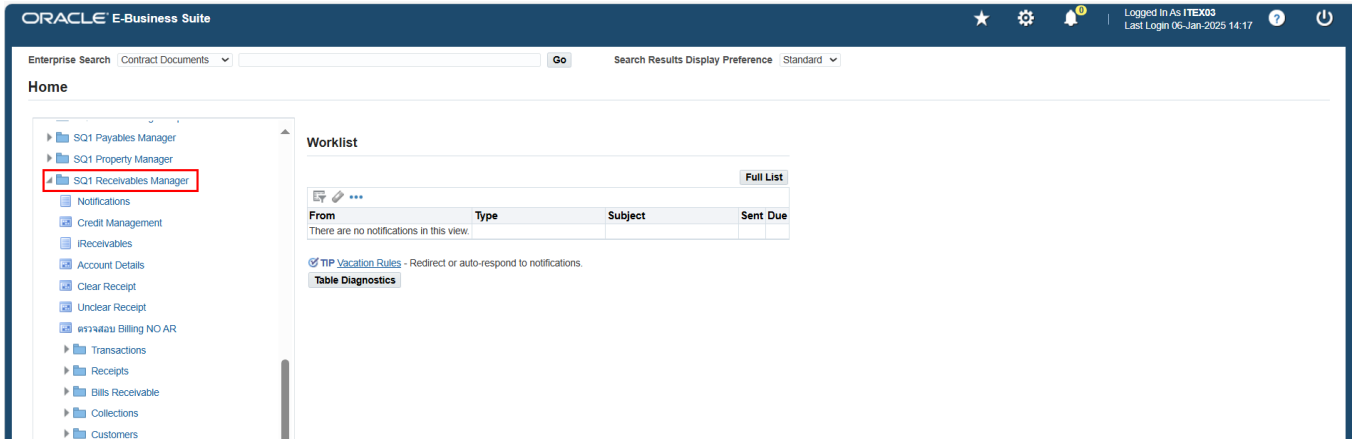 ORACLE E-Business Suite
0
Logged In As ITEX03
Last Login 06-Jan-2025 14:17
?
Enterprise Search Contract Documents Go Search Results Display Preference Standard
Home
SQ1 Payables Manager
SQ1 Property Manager
SQ1 Receivables Manager
Notifications
Credit Management
iReceivables
Account Details
Clear Receipt
Unclear Receipt
ตรวจสอบ Billing NO AR
Transactions
Receipts
Bills Receivable
Collections
Customers
Worklist
Full List
From Type Subject Sent Due
There are no notifications in this view.
TIP Vacation Rules - Redirect or auto-respond to notifications.
Table Diagnostics